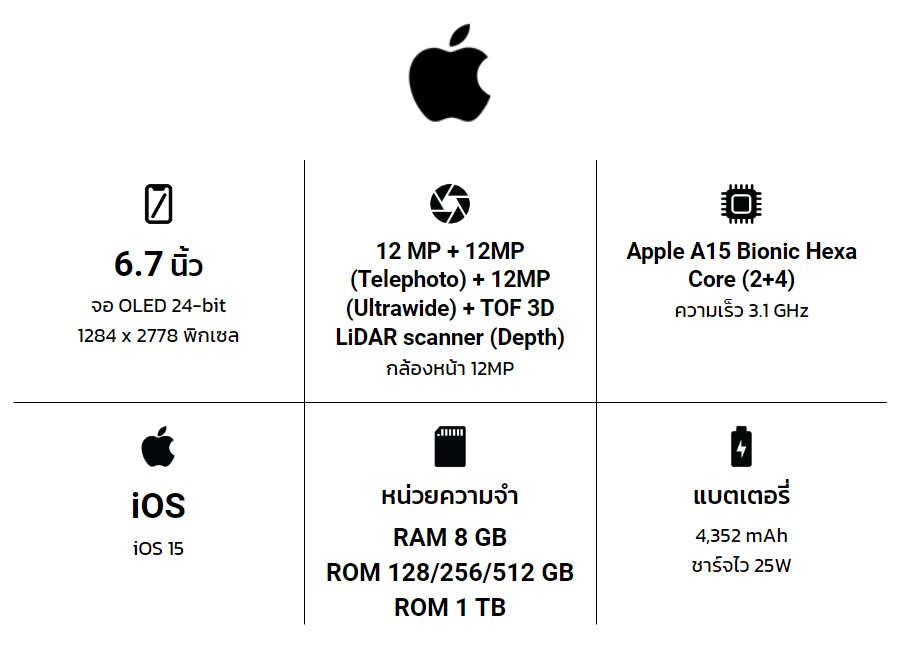 6.7 นิ้ว
จอ OLED 24-bit
1284 x 2778 พิกเซล
12 MP + 12MP
(Telephoto) + 12MP
(Ultrawide) + TOF 3D
LiDAR scanner (Depth)
กล้องหน้า 12MP
Apple A15 Bionic Hexa
Core (2+4)
ความเร็ว 3.1 GHz
iOS
iOS 15
หน่วยความจำ
RAM 8 GB
ROM 128/256/512 GB
ROM 1 TB
แบตเตอรี่
4,352 mAh
ชาร์จไว 25W